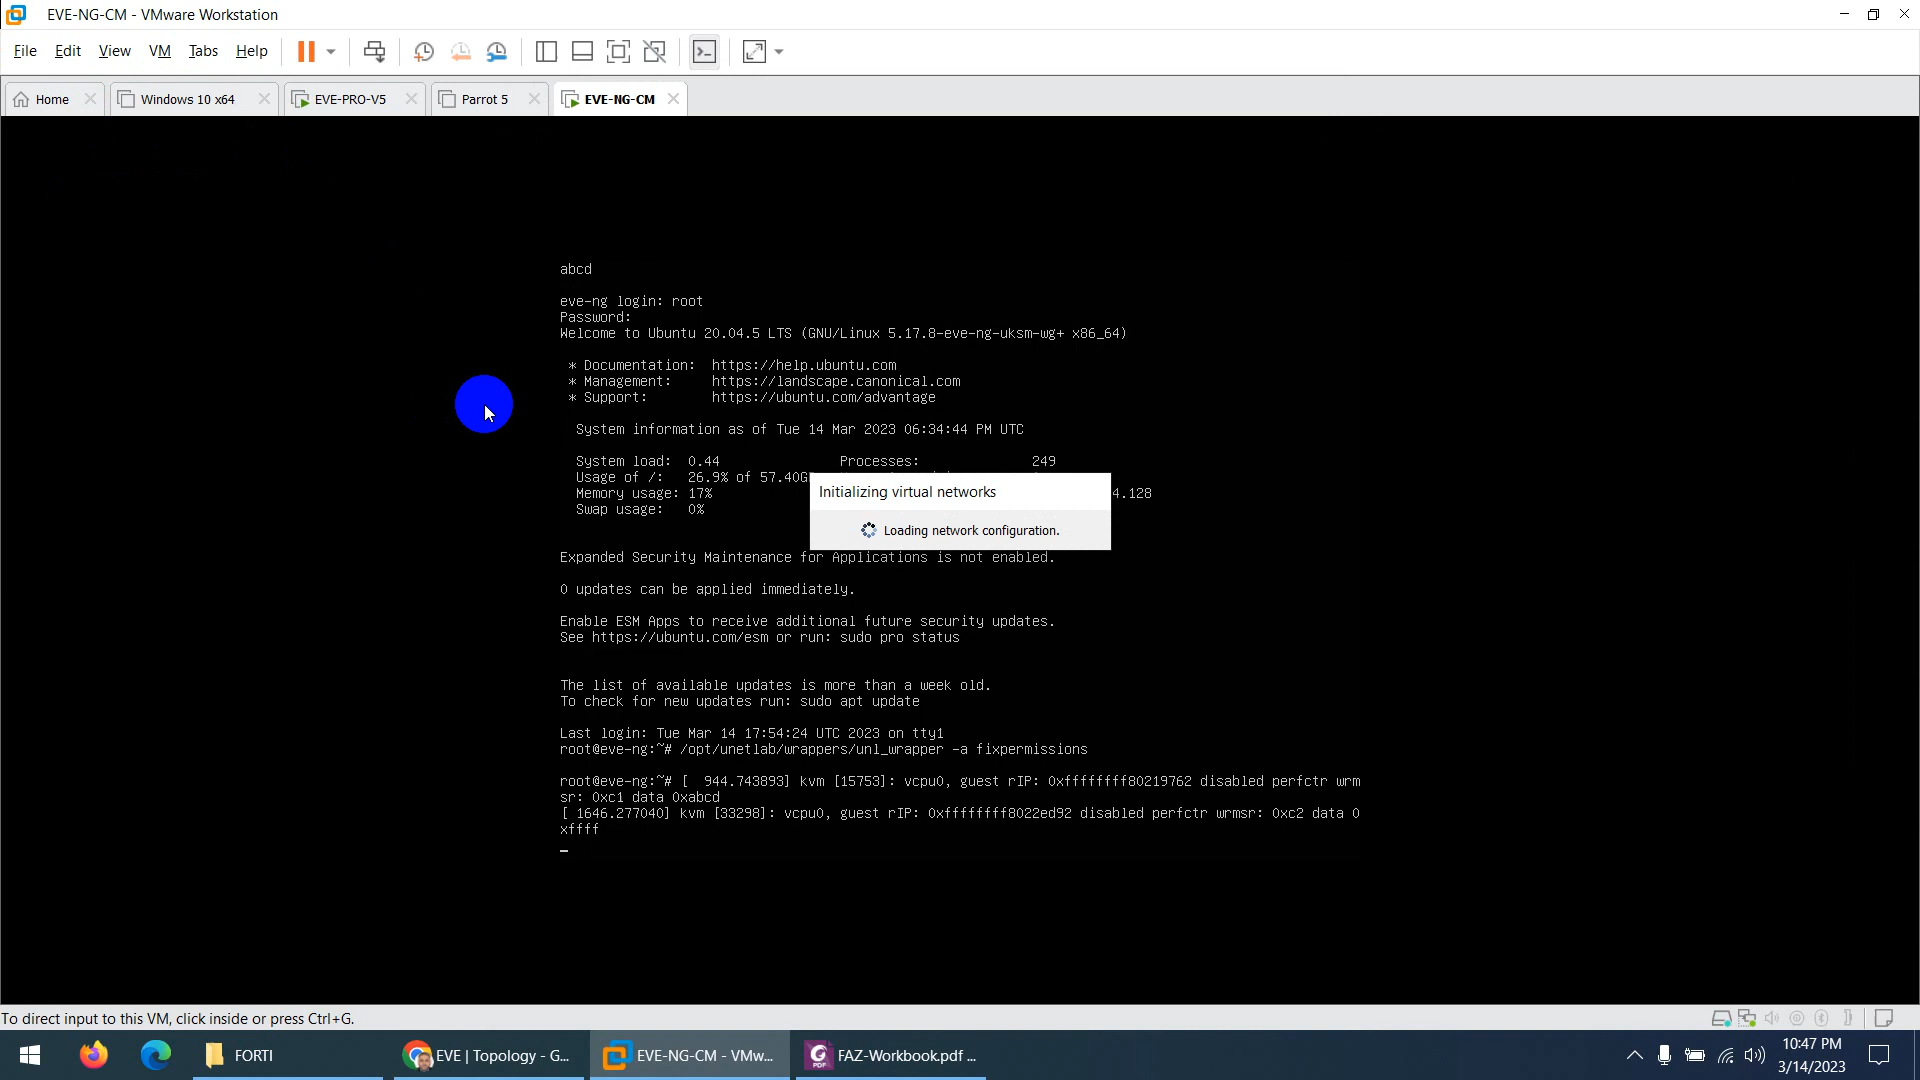 EVE-NG-CM - VMware Workstation
File Edit View VM Tabs Help
Home Windows 10 x64 EVE-PRO-V5 Parrot 5 EVE-NG-CM
abcd
eve-ng login: root
Password:
Welcome to Ubuntu 20.04.5 LTS (GNU/Linux 5.17.8-eve-ng-uksm-wg+ x86_64)
* Documentation: https://help.ubuntu.com
* Management: https://landscape.canonical.com
* Support: https://ubuntu.com/advantage
System information as of Tue 14 Mar 2023 06:34:44 PM UTC
System load: 0.44 Processes: 249
Usage of /: 26.9% of 57.40G
Memory usage: 17% 4.128
Swap usage: 0%
Initializing virtual networks
Loading network configuration.
Expanded Security Maintenance for Applications is not enabled.
0 updates can be applied immediately.
Enable ESM Apps to receive additional future security updates.
See https://ubuntu.com/esm or run: sudo pro status
The list of available updates is more than a week old.
To check for new updates run: sudo apt update
Last login: Tue Mar 14 17:54:24 UTC 2023 on tty1
root@eve-ng:~# /opt/unetlab/wrappers/unl_wrapper -a fixpermissions
root@eve-ng:~# [  944.743893] kvm [15753]: vcpu0, guest rIP: 0xffffffff80219762 disabled perfctr wrm
sr: 0xc1 data 0xabcd
[ 1646.277040] kvm [33298]: vcpu0, guest rIP: 0xffffffff8022ed92 disabled perfctr wrmsr: 0xc2 data 0
xffff
To direct input to this VM, click inside or press Ctrl+G.
FORTI EVE | Topology - G... EVE-NG-CM - VMw... FAZ-Workbook.pdf ...
10:47 PM
3/14/2023